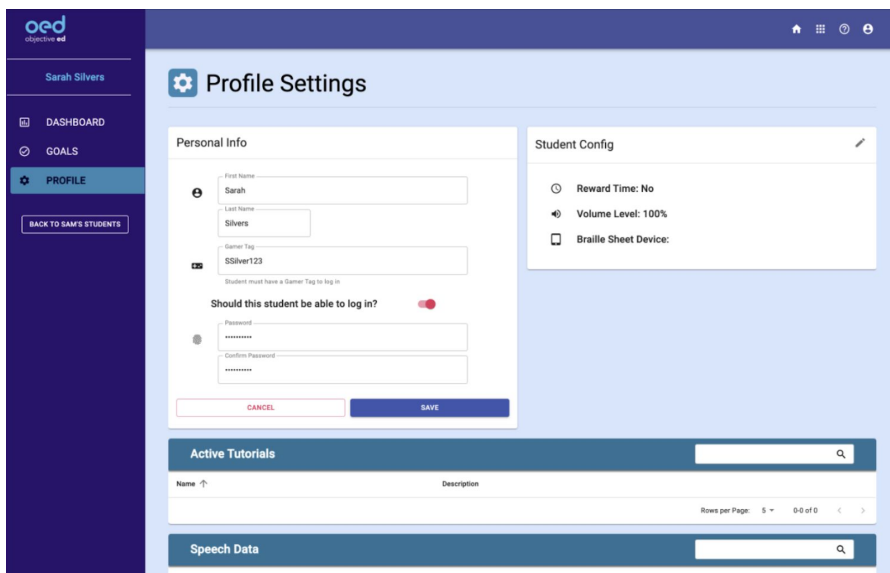 oed
objective ed
Sarah Silvers
DASHBOARD
GOALS
PROFILE
BACK TO SAM'S STUDENTS
Profile Settings
Personal Info
First Name
Sarah
Last Name
Silvers
Gamer Tag
SSilver123
Student must have a Gamer Tag to log in
Should this student be able to log in?
Password
••••••••••
Confirm Password
••••••••••
CANCEL SAVE
Student Config
Reward Time: No
Volume Level: 100%
Braille Sheet Device:
Active Tutorials
Name Description
Rows per Page: 5 0-0 of 0
Speech Data